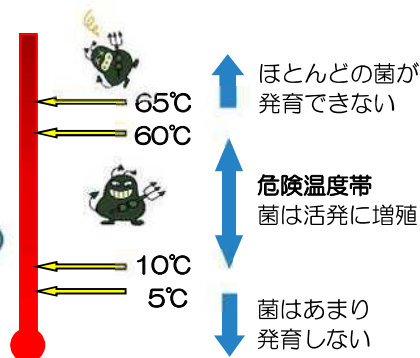 65℃
60℃
ほとんどの菌が
発育できない
危険温度帯
菌は活発に増殖
10℃
5℃
菌はあまり
発育しない